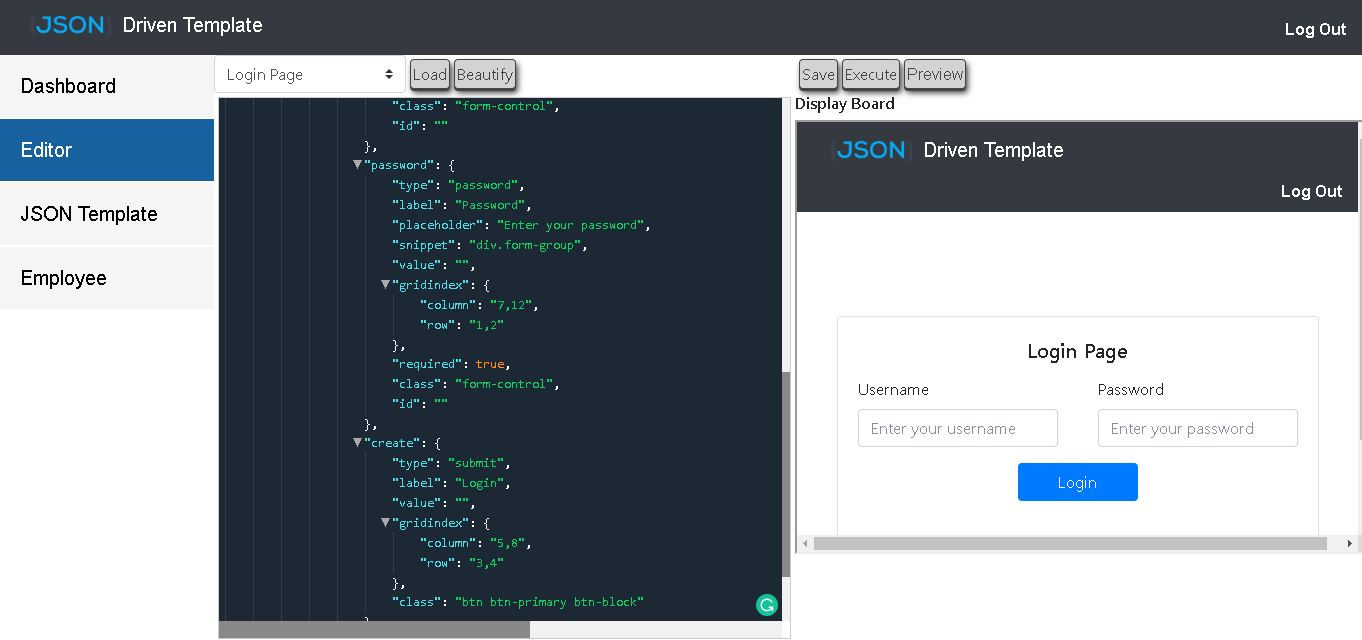 {JSON} Driven Template
Log Out
Dashboard
Editor
JSON Template
Employee
Login Page
Load
Beautify
"class": "form-control",
"id": ""
},
"password": {
"type": "password",
"label": "Password",
"placeholder": "Enter your password",
"snippet": "div.form-group",
"value": "",
"gridindex": {
"column": "7,12",
"row": "1,2"
},
"required": true,
"class": "form-control",
"id": ""
},
"create": {
"type": "submit",
"label": "Login",
"value": "",
"gridindex": {
"column": "5,8",
"row": "3,4"
},
"class": "btn btn-primary btn-block"
Save
Execute
Preview
Display Board
{JSON} Driven Template
Log Out
Login Page
Username
Password
Enter your username
Enter your password
Login